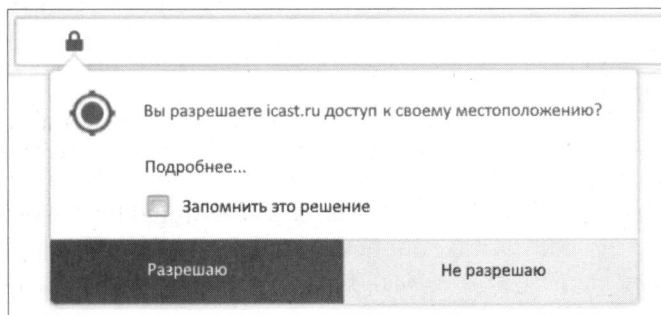 Вы разрешаете icast.ru доступ к своему местоположению?
Подробнее...
Запомнить это решение
Разрешаю
Не разрешаю